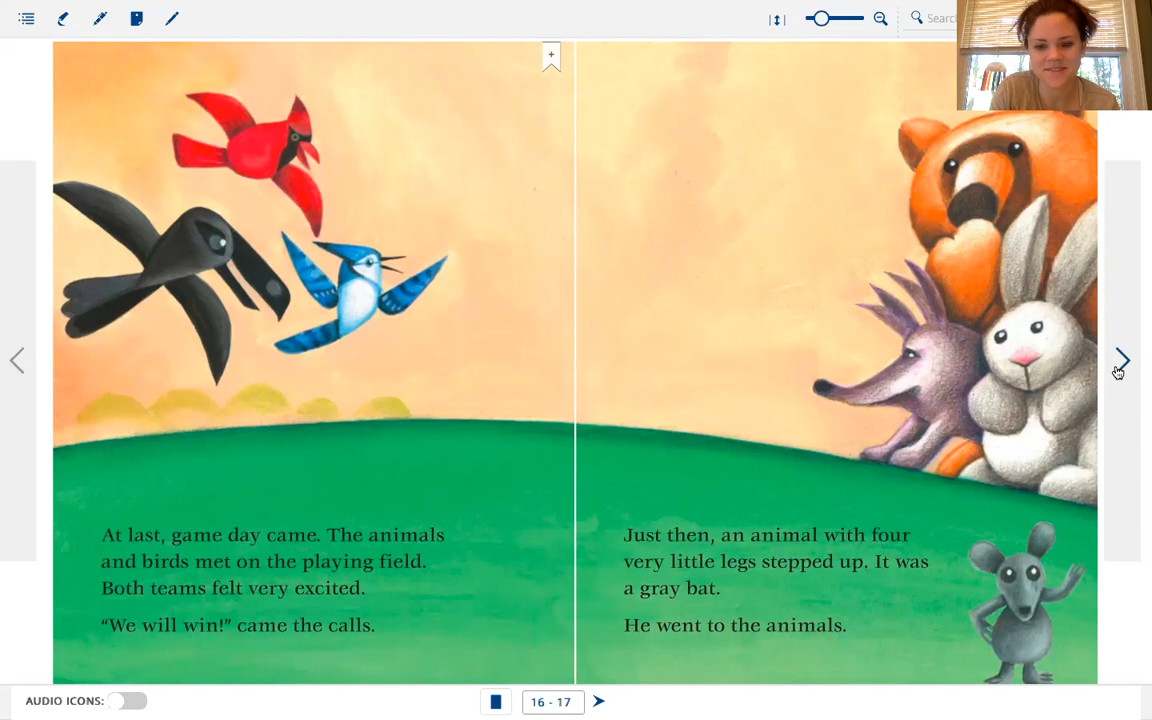 Search
At last, game day came. The animals
and birds met on the playing field.
Both teams felt very excited.
“We will win!” came the calls.
Just then, an animal with four
very little legs stepped up. It was
a gray bat.
He went to the animals.
AUDIO ICONS:
16 - 17